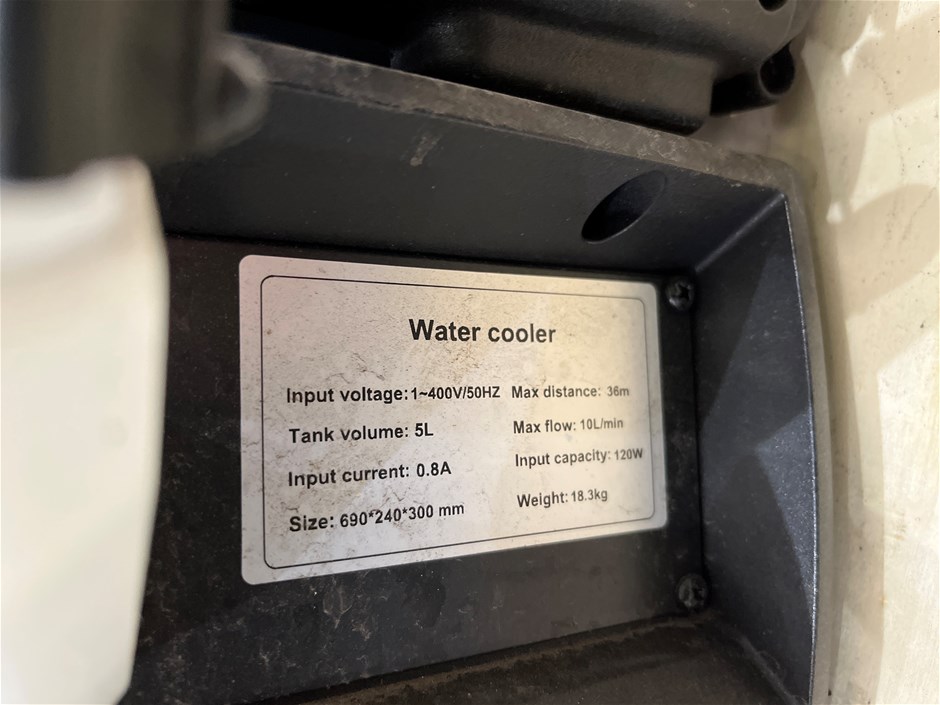 Water cooler
Input voltage:1~400V/50HZ Max distance: 36m
Tank volume: 5L Max flow: 10L/min
Input current: 0.8A Input capacity: 120W
Size: 690*240*300 mm Weight: 18.3kg